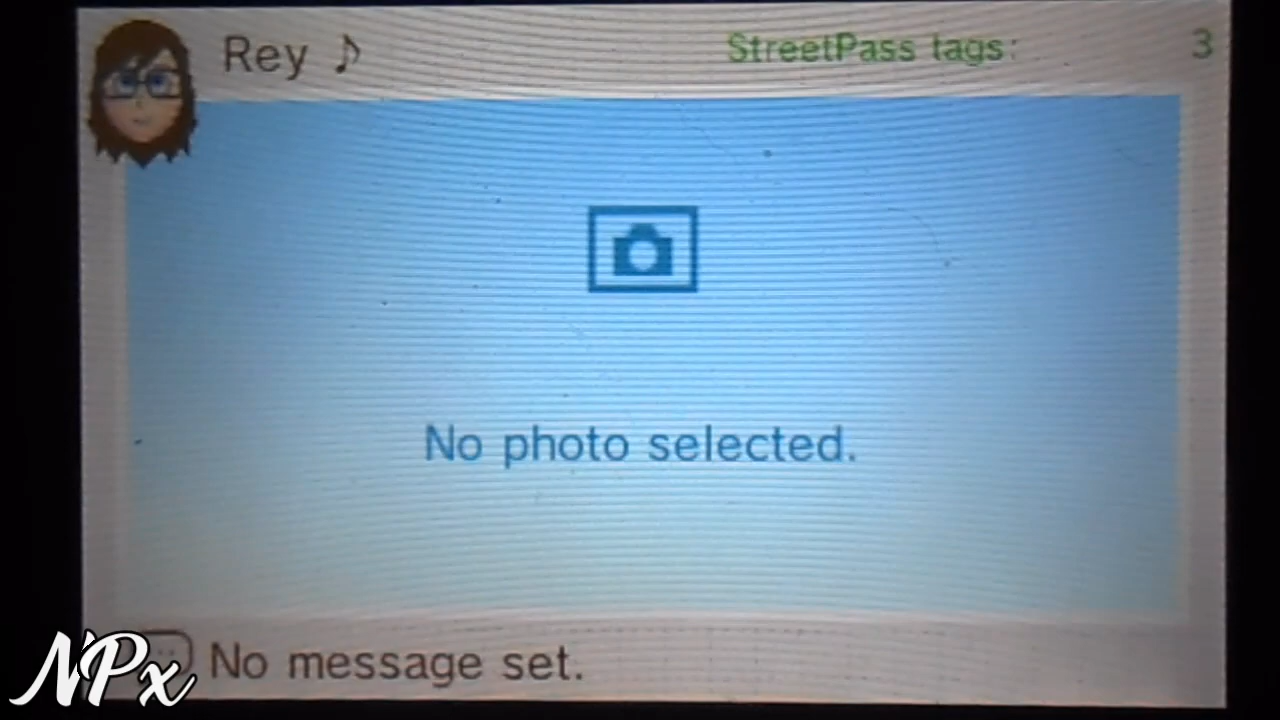 Rey ♪
StreetPass tags: 3
No photo selected.
No message set.
NPx